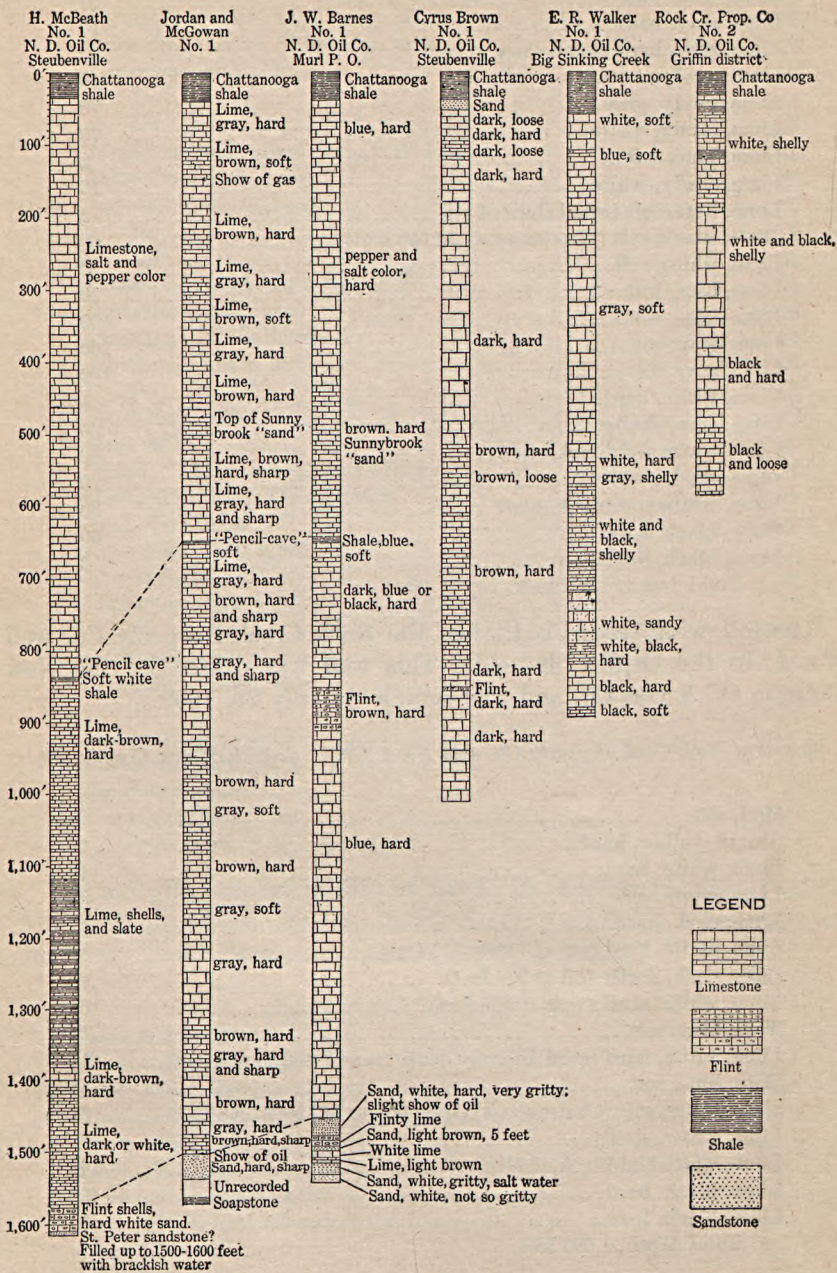 H. McBeath
No. 1
N. D. Oil Co.
Steubenville
Jordan and
McGowan
No. 1
J. W. Barnes
No. 1
N. D. Oil Co.
Murl P. O.
Cyrus Brown
No. 1
N. D. Oil Co.
Steubenville
E. R. Walker
No. 1
N. D. Oil Co.
Big Sinking Creek
Rock Cr. Prop. Co
No. 2
N. D. Oil Co.
Griffin district
0'
100'
200'
300'
400'
500'
600'
700'
800'
900'
1,000'
1,100'
1,200'
1,300'
1,400'
1,500'
1,600'
Chattanooga
shale
Limestone,
salt and
pepper color
"Pencil cave"
Soft white
shale
Lime,
dark-brown,
hard
Lime, shells,
and slate
Lime,
dark-brown,
hard
Lime,
dark or white,
hard
Flint shells,
hard white sand.
St. Peter sandstone?
Filled up to 1500-1600 feet
with brackish water
Chattanooga
shale
Lime,
gray, hard
Lime,
brown, soft
Show of gas
Lime,
brown, hard
Lime,
gray, hard
Lime,
brown, soft
Lime,
gray, hard
Lime,
brown, hard
Top of Sunny
brook "sand"
Lime, brown,
hard, sharp
Lime,
gray, hard
and sharp
"Pencil-cave,"
soft
Lime,
gray, hard
brown, hard
and sharp
gray, hard
gray, hard
and sharp
brown, hard
gray, soft
brown, hard
gray, soft
gray, hard
brown, hard
gray, hard
and sharp
brown, hard
gray, hard
brown, hard, sharp
Show of oil
Sand, hard, sharp
Unrecorded
Soapstone
Chattanooga
shale
blue, hard
pepper and
salt color,
hard
brown. hard
Sunnybrook
"sand"
Shale, blue.
soft
dark, blue or
black, hard
Flint,
brown, hard
blue, hard
Sand, white, hard, very gritty;
slight show of oil
Flinty lime
Sand, light brown, 5 feet
White lime
Lime, light brown
Sand, white, gritty, salt water
Sand, white, not so gritty
Chattanooga
shale
Sand
dark, loose
dark, hard
dark, loose
dark, hard
dark, hard
brown, hard
brown, loose
brown, hard
dark, hard
Flint,
dark, hard
dark, hard
Chattanooga
shale
white, soft
blue, soft
gray, soft
white, hard
gray, shelly
white and
black,
shelly
white, sandy
white, black,
hard
black, hard
black, soft
Chattanooga
shale
white, shelly
white and black,
shelly
black
and hard
black
and loose
LEGEND
Limestone
Flint
Shale
Sandstone